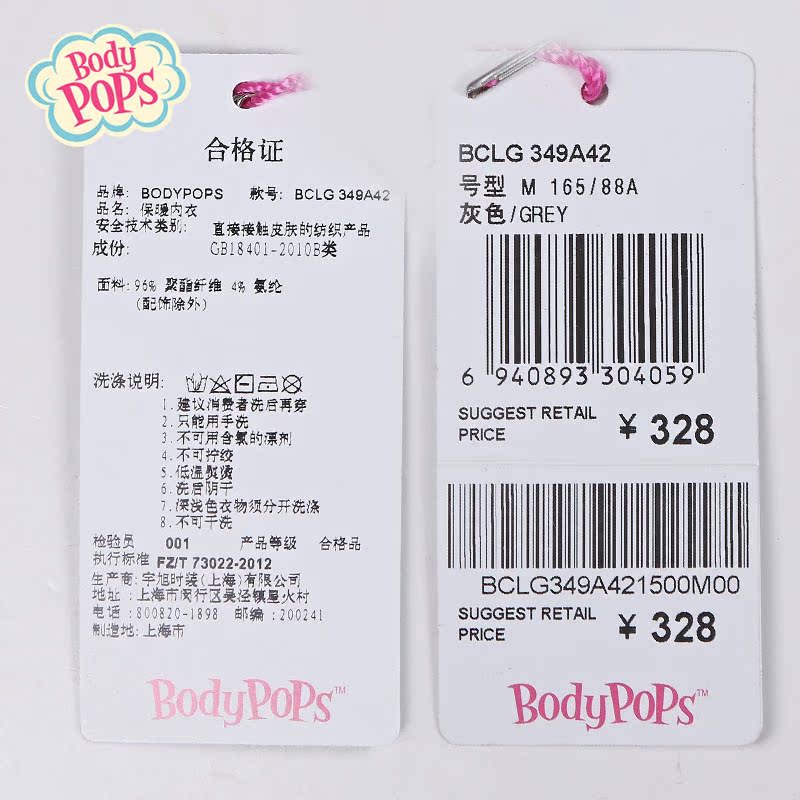 Body
POPS
合格证
品牌: BODYPOPS 款号: BCLG 349A42
品名: 保暖内衣
安全技术类别: 直接接触皮肤的纺织产品
成份: GB18401-2010B类
面料: 96% 聚酯纤维 4% 氨纶
(配饰除外)
洗涤说明:
1.建议消费者洗后再穿
2.只能用手洗
3.不可用含氯的漂剂
4.不可拧绞
5.低温熨烫
6.洗后阴干
7.深浅色衣物须分开洗涤
8.不可干洗
检验员 001 产品等级 合格品
执行标准 FZ/T 73022-2012
生产商:宇旭时装(上海)有限公司
地址 :上海市闵行区吴泾镇星火村
电话 :800820-1898 邮编 :200241
制造地:上海市
BodyPOPS™
BCLG 349A42
号型 M 165/88A
灰色/GREY
6 940893 304059
SUGGEST RETAIL
PRICE ¥ 328
BCLG349A421500M00
SUGGEST RETAIL
PRICE ¥ 328
BodyPOPS™